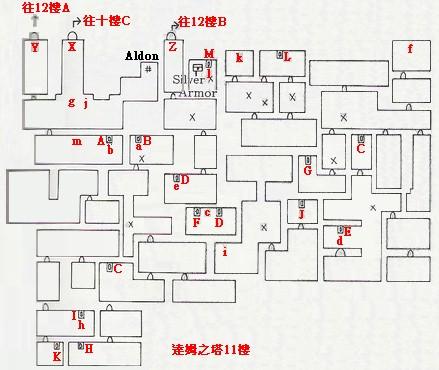 往12樓A
往十樓C
往12樓B
Y
X
Z
Aldon
#
M
l
Silver
Armor
k
L
f
g
j
m
A
b
a
B
C
e
D
G
F
c
D
J
E
d
i
C
I
h
K
H
達姆之塔11樓